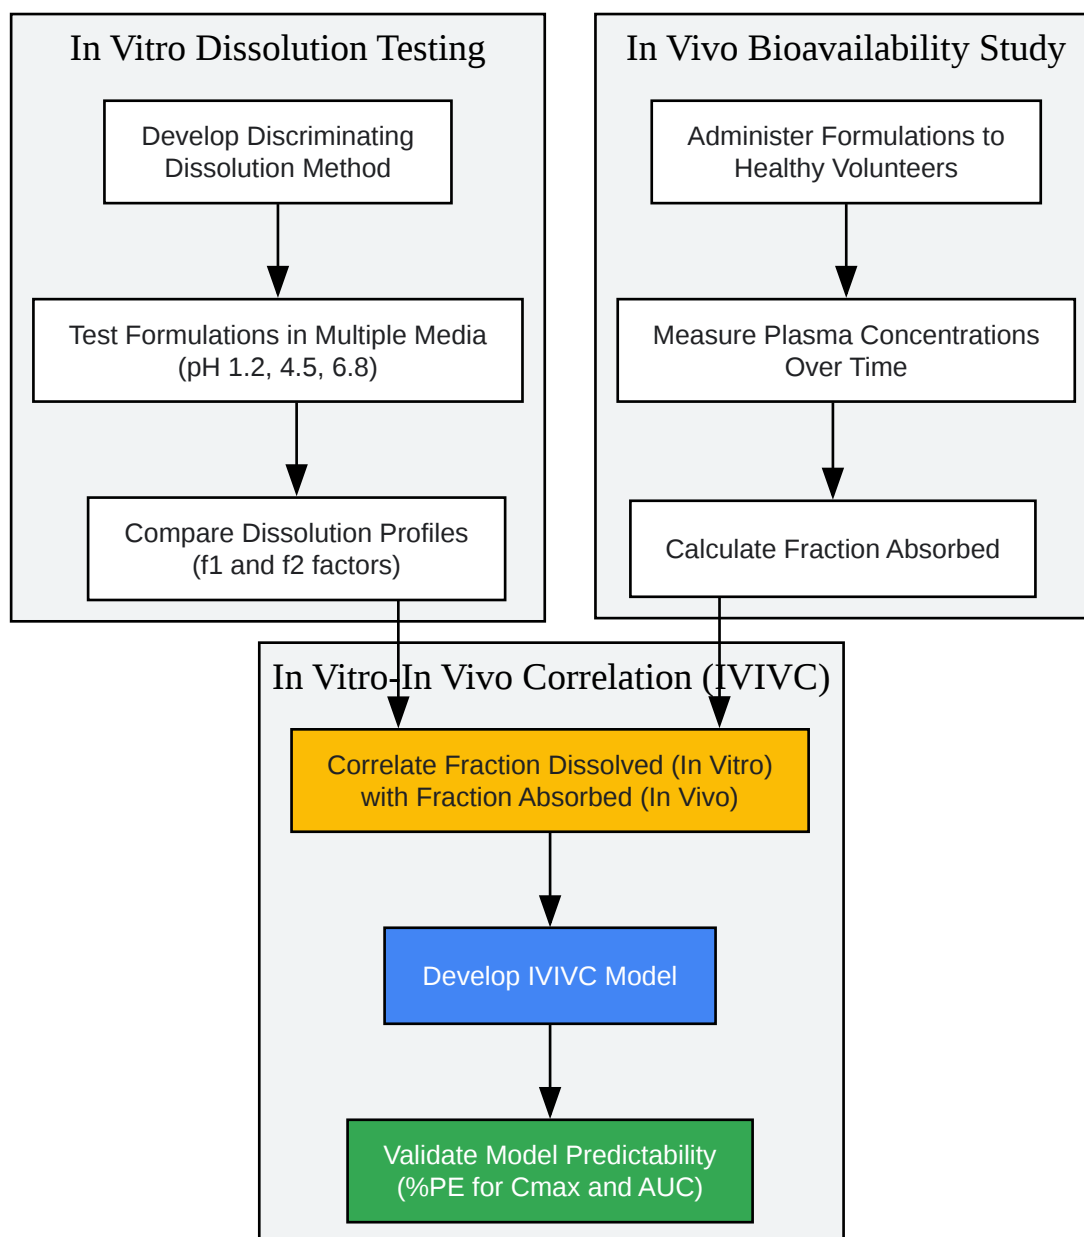 In Vitro Dissolution Testing
Develop Discriminating
Dissolution Method
Test Formulations in Multiple Media
(pH 1.2, 4.5, 6.8)
Compare Dissolution Profiles
(f1 and f2 factors)
In Vivo Bioavailability Study
Administer Formulations to
Healthy Volunteers
Measure Plasma Concentrations
Over Time
Calculate Fraction Absorbed
In Vitro-In Vivo Correlation (IVIVC)
Correlate Fraction Dissolved (In Vitro)
with Fraction Absorbed (In Vivo)
Develop IVIVC Model
Validate Model Predictability
(%PE for Cmax and AUC)